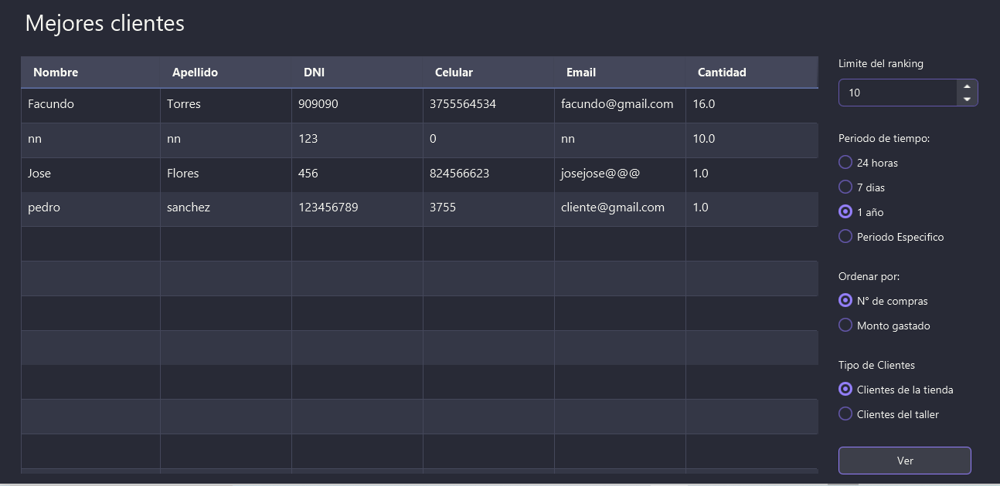 Mejores clientes
Nombre Apellido DNI Celular Email Cantidad
Facundo Torres 909090 3755564534 facundo@gmail.com 16.0
nn nn 123 0 nn 10.0
Jose Flores 456 824566623 josejose@@@ 1.0
pedro sanchez 123456789 3755 cliente@gmail.com 1.0
Limite del ranking
10
Periodo de tiempo:
24 horas
7 dias
1 año
Periodo Especifico
Ordenar por:
N° de compras
Monto gastado
Tipo de Clientes
Clientes de la tienda
Clientes del taller
Ver